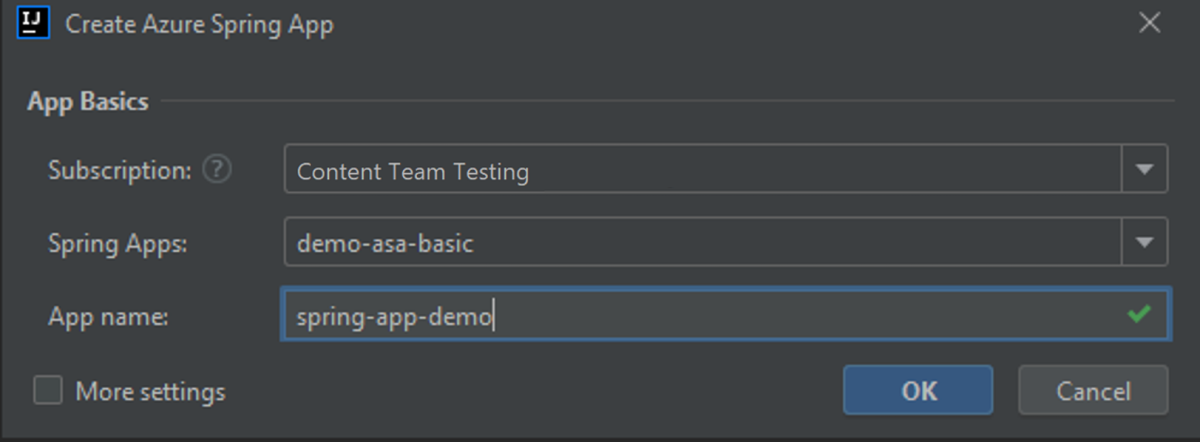 IJ Create Azure Spring App
App Basics
Subscription: ? Content Team Testing
Spring Apps: demo-asa-basic
App name: spring-app-demo
More settings OK Cancel